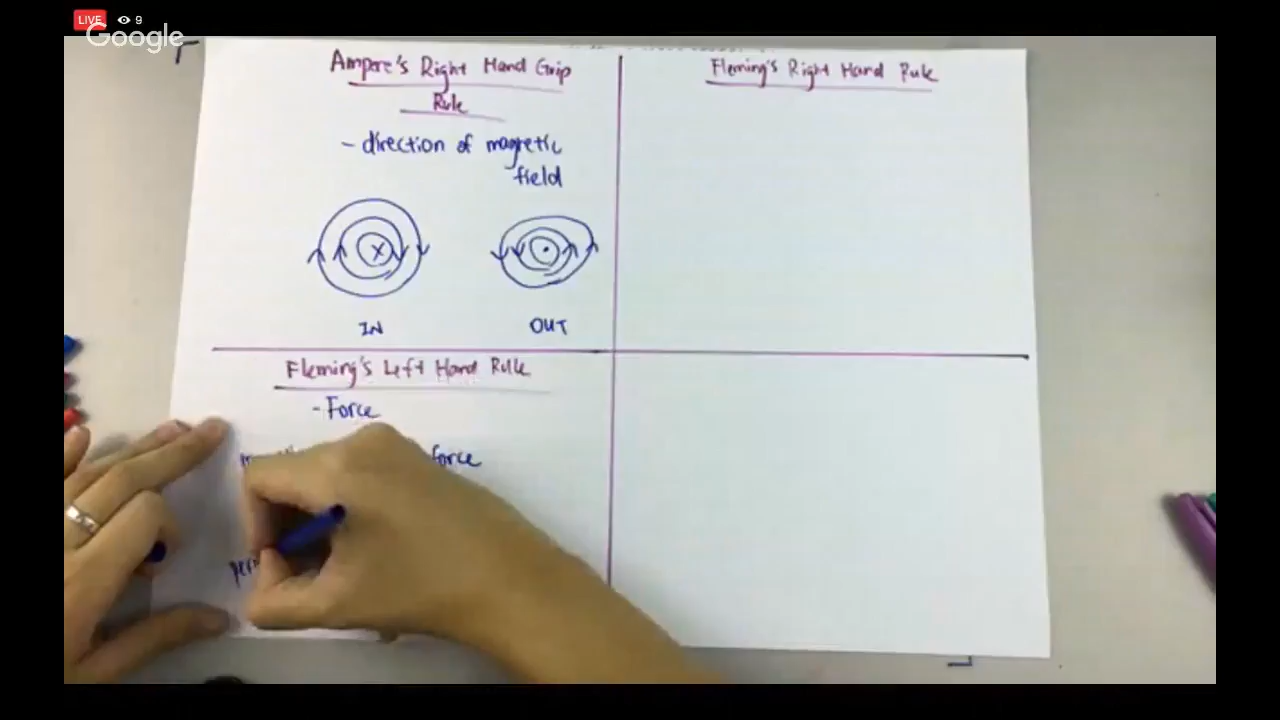 LIVE 9
Google
Ampere's Right Hand Grip
Rule
- direction of magnetic
field
IN
OUT
Fleming's Right Hand Rule
Fleming's Left Hand Rule
- Force
force